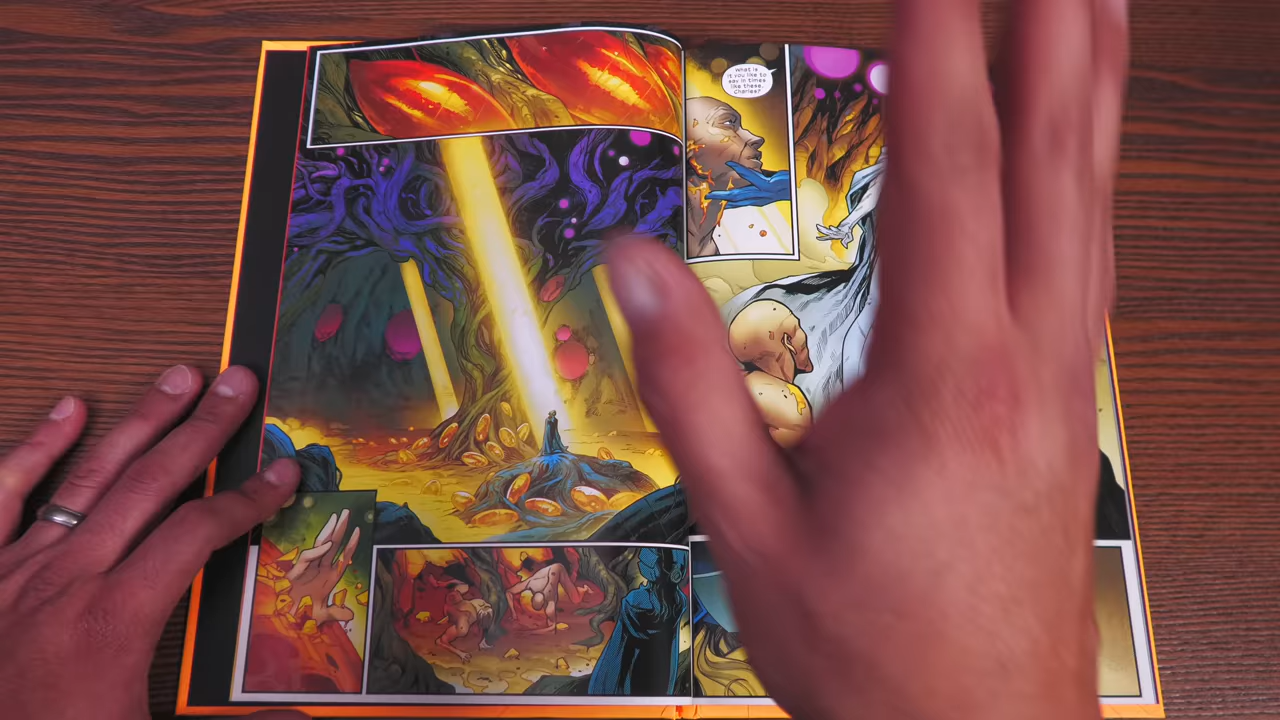 What is
it you like to
say in times
like these,
Charles?